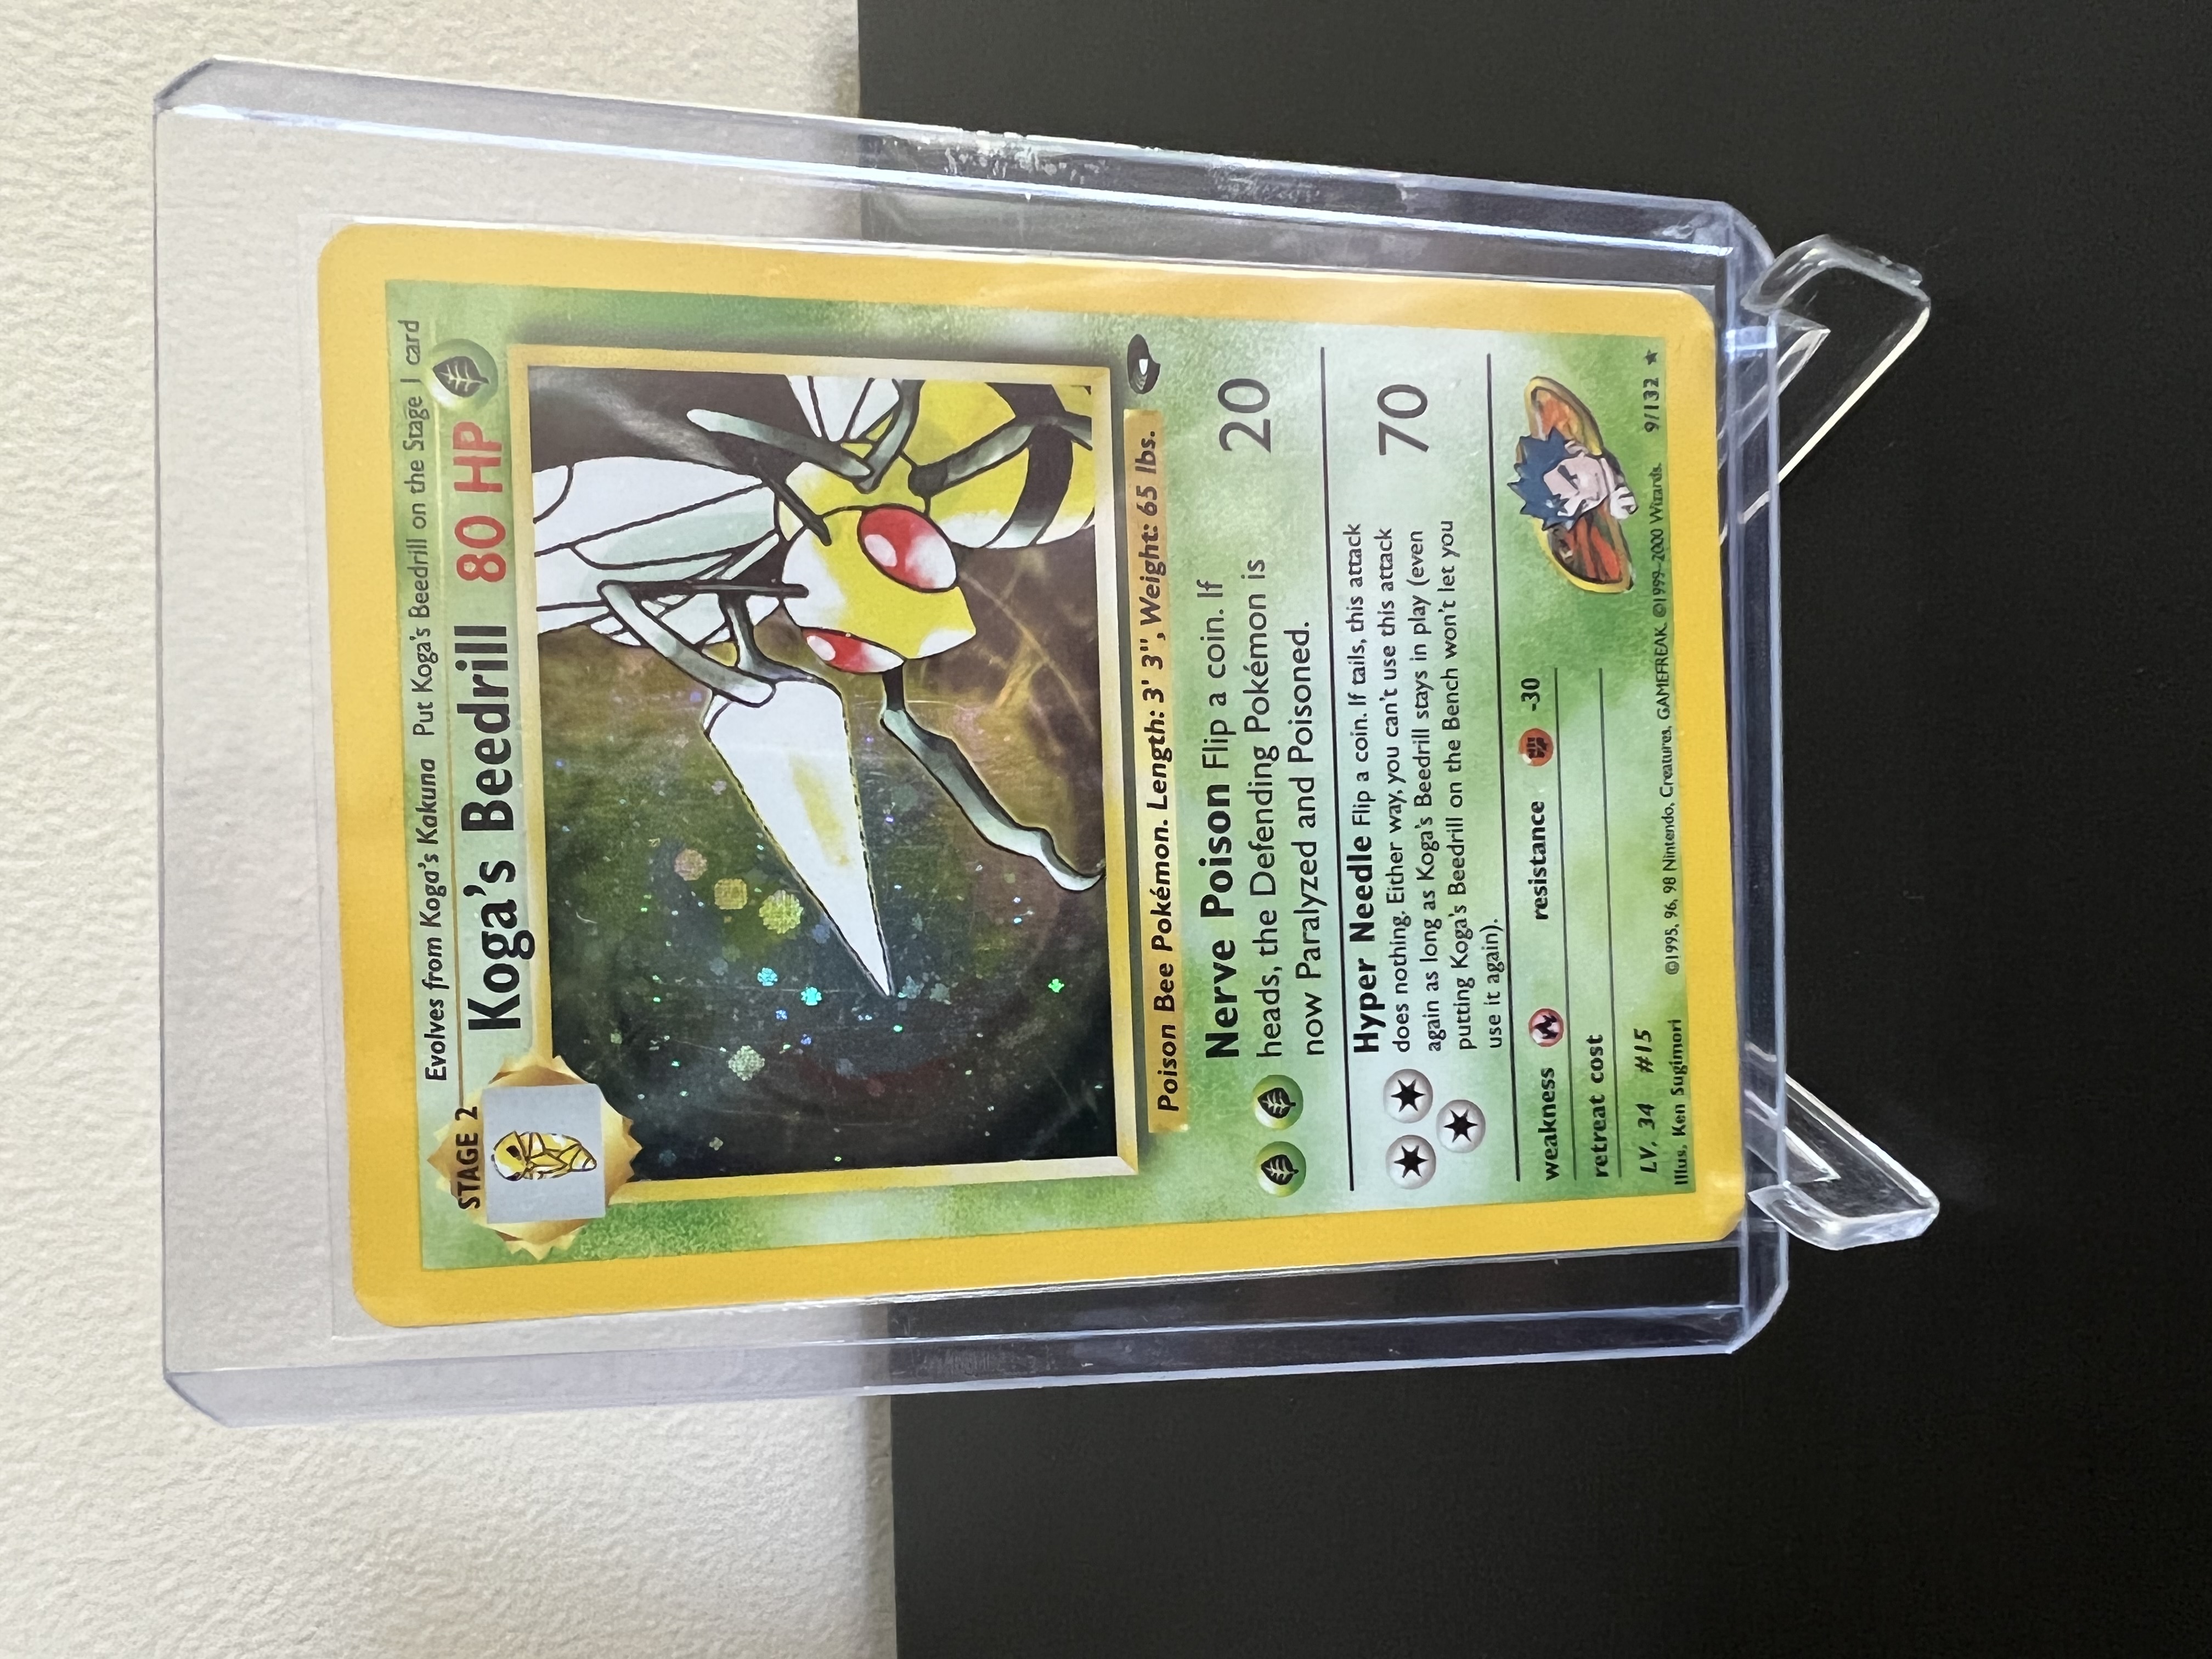 Evolves from Koga's Kakuna Put Koga's Beedrill on the Stage 1 card
STAGE 2
Koga's Beedrill 80 HP
Poison Bee Pokémon. Length: 3' 3", Weight: 65 lbs.
Nerve Poison Flip a coin. If
heads, the Defending Pokémon is
now Paralyzed and Poisoned.
20
Hyper Needle Flip a coin. If tails, this attack
does nothing. Either way, you can't use this attack
again as long as Koga's Beedrill stays in play (even
putting Koga's Beedrill on the Bench won't let you
use it again).
70
weakness resistance -30
retreat cost
LV. 34 #15
Illus. Ken Sugimori ©1995, 96, 98 Nintendo, Creatures, GAMEFREAK. ©1999-2000 Wizards. 9/132 ★